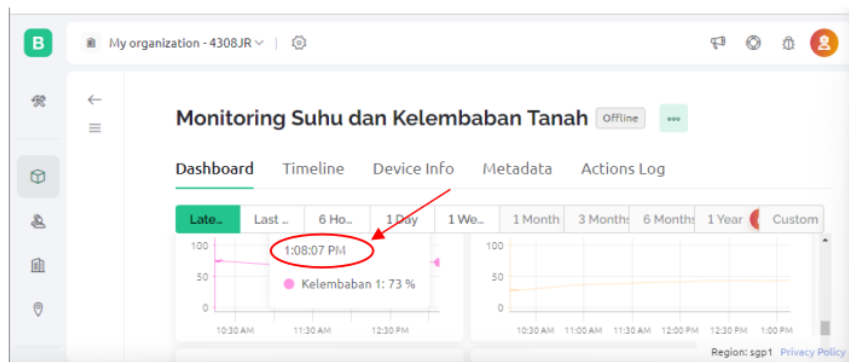 B
My organization - 4308JR
Monitoring Suhu dan Kelembaban Tanah Offline
Dashboard Timeline Device Info Metadata Actions Log
Late... Last ... 6 Ho... 1 Day 1 We... 1 Month 3 Months 6 Months 1 Year Custom
1:08:07 PM
Kelembaban 1: 73 %
100
50
0
10:30 AM 11:30 AM 12:30 PM
100
50
0
10:30 AM 11:00 AM 11:30 AM 12:00 PM 12:30 PM 1:00 PM
Region: sgp1 Privacy Policy